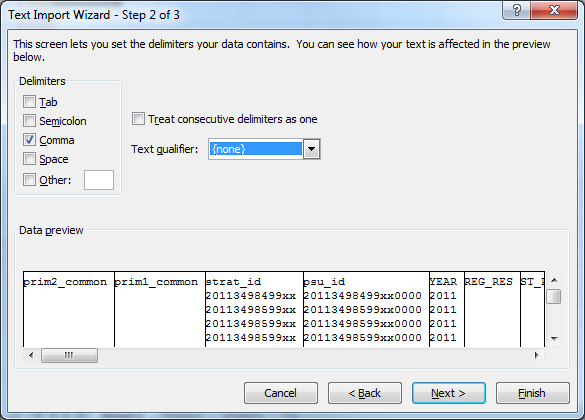 Text Import Wizard - Step 2 of 3
This screen lets you set the delimiters your data contains. You can see how your text is affected in the preview
below.
Delimiters
Tab
Semicolon
Comma
Space
Other:
Treat consecutive delimiters as one
Text qualifier: {none}
Data preview
prim2_common prim1_common strat_id psu_id YEAR REG_RES
20113498499xx 20113498499xx0000 2011
20113498599xx 20113498599xx0000 2011
20113498599xx 20113498599xx0000 2011
20113498599xx 20113498599xx0000 2011
Cancel < Back Next > Finish